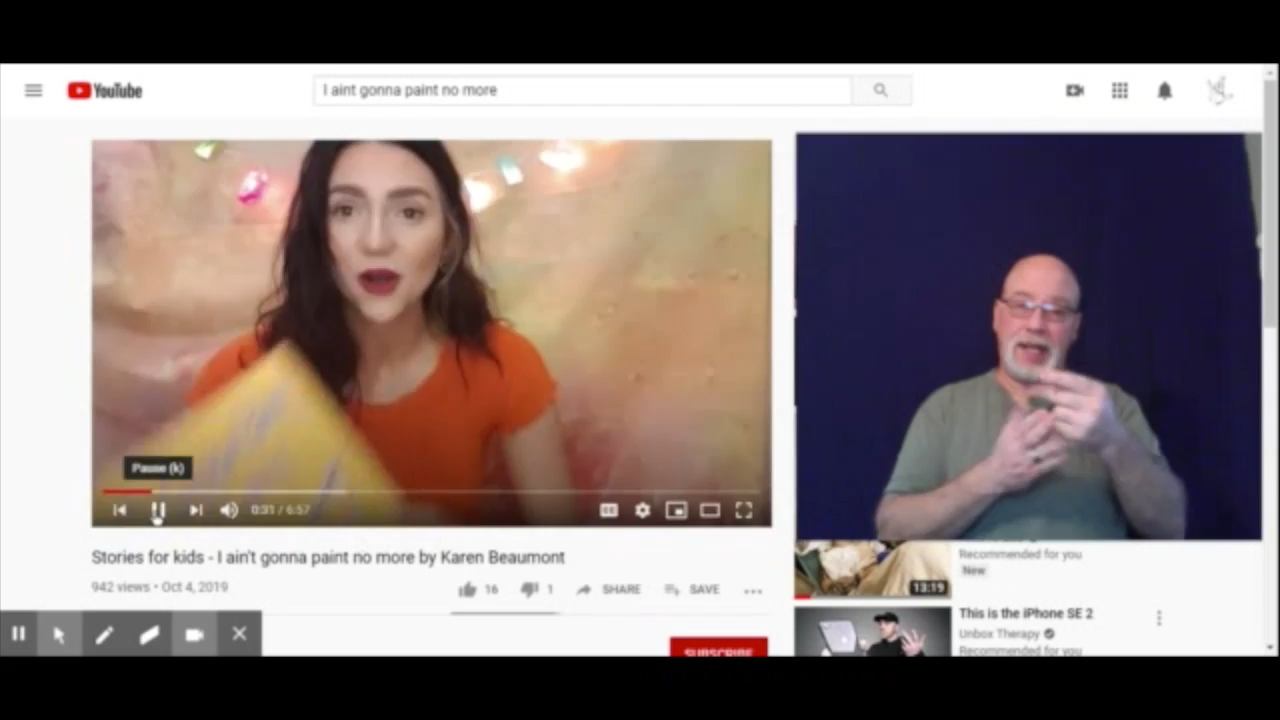 YouTube
I aint gonna paint no more
Pause (k)
0:31 / 6:57
Stories for kids - I ain't gonna paint no more by Karen Beaumont
942 views • Oct 4, 2019
16
1
SHARE
SAVE
SUBSCRIBE
Recommended for you
New
13:19
This is the iPhone SE 2
Unbox Therapy
Recommended for you